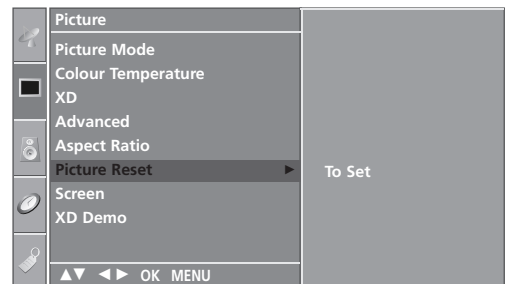 Picture
Picture Mode
Colour Temperature
XD
Advanced
Aspect Ratio
Picture Reset ► To Set
Screen
XD Demo
▲▼ ◄► OK MENU